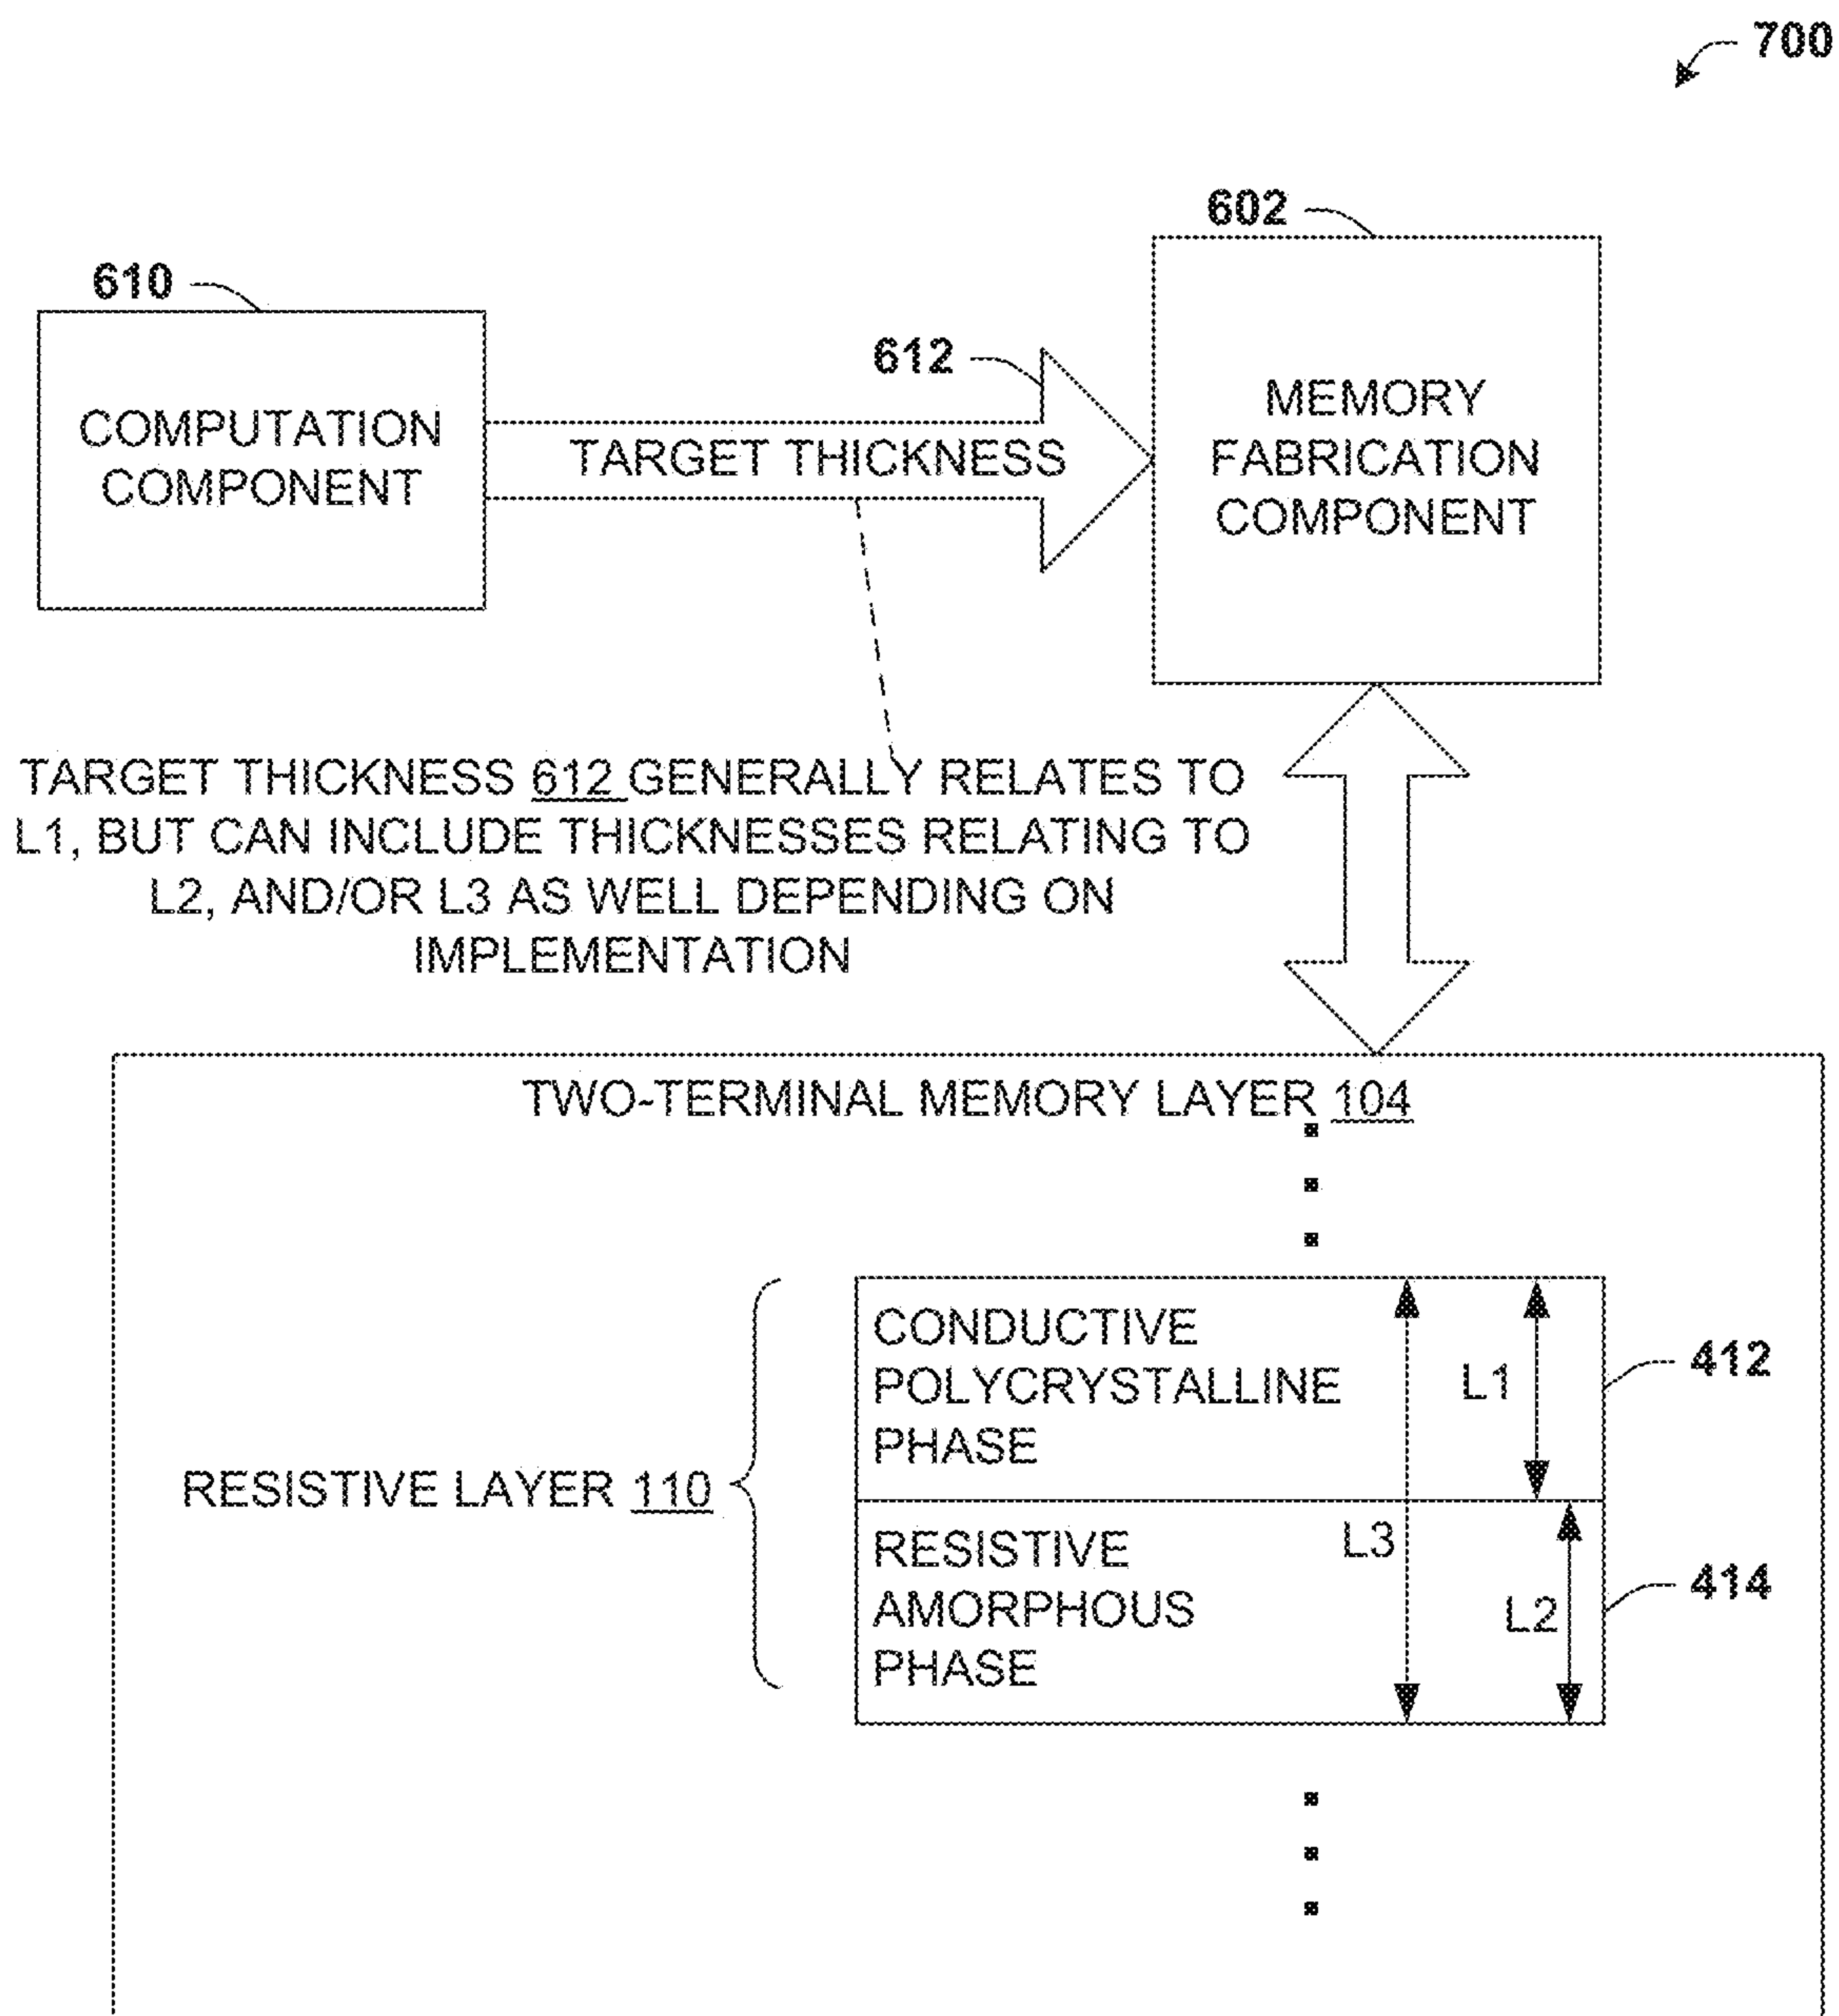 700
602
610
612
COMPUTATION
COMPONENT
TARGET THICKNESS
MEMORY
FABRICATION
COMPONENT
TARGET THICKNESS 612 GENERALLY RELATES TO
L1, BUT CAN INCLUDE THICKNESSES RELATING TO
L2, AND/OR L3 AS WELL DEPENDING ON
IMPLEMENTATION
TWO-TERMINAL MEMORY LAYER 104
RESISTIVE LAYER 110
CONDUCTIVE
POLYCRYSTALLINE
PHASE
L1
412
RESISTIVE
AMORPHOUS
PHASE
L3
L2
414